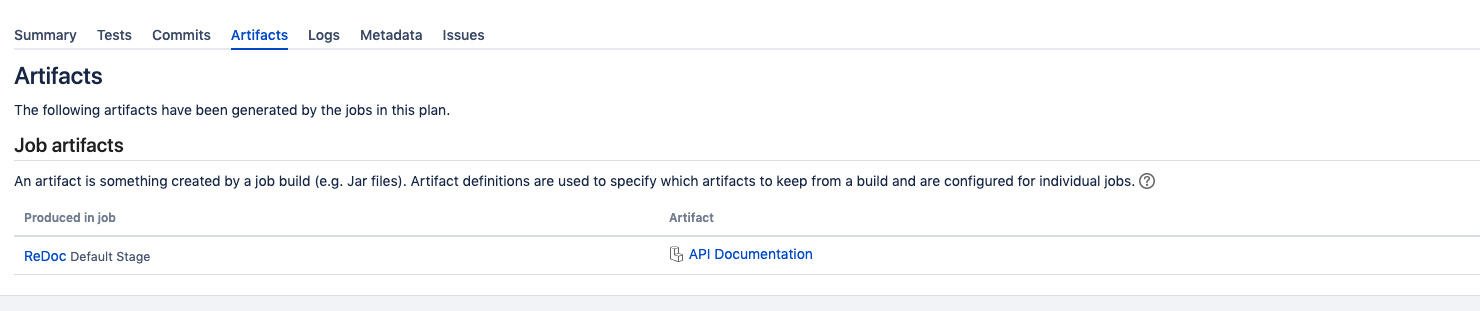 Summary Tests Commits Artifacts Logs Metadata Issues
Artifacts
The following artifacts have been generated by the jobs in this plan.
Job artifacts
An artifact is something created by a job build (e.g. Jar files). Artifact definitions are used to specify which artifacts to keep from a build and are configured for individual jobs. ?
Produced in job Artifact
ReDoc Default Stage API Documentation